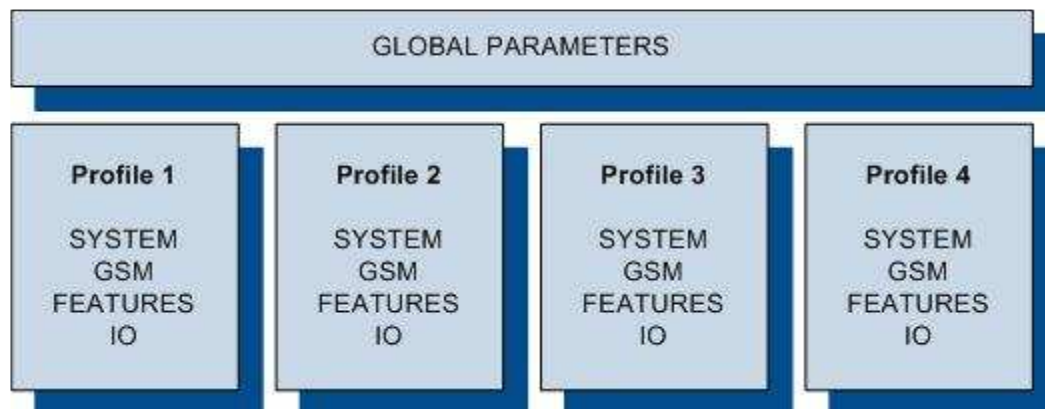 GLOBAL PARAMETERS
Profile 1
SYSTEM
GSM
FEATURES
IO
Profile 2
SYSTEM
GSM
FEATURES
IO
Profile 3
SYSTEM
GSM
FEATURES
IO
Profile 4
SYSTEM
GSM
FEATURES
IO